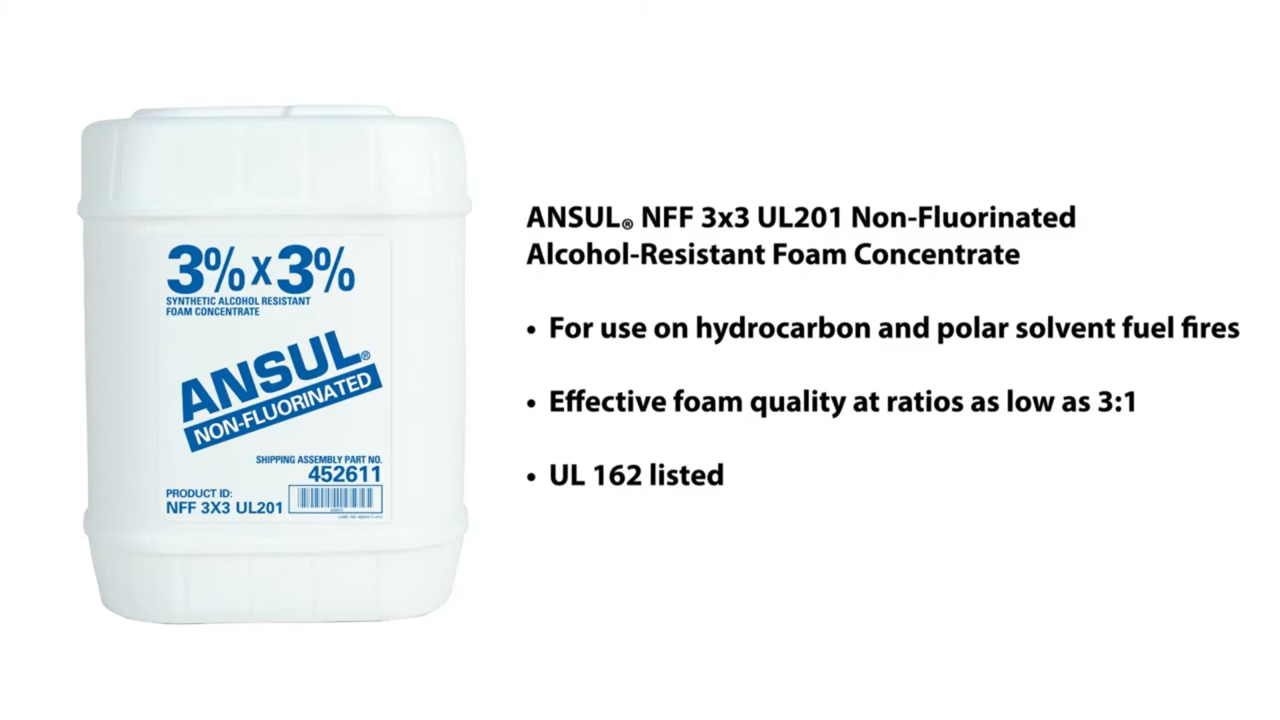 3% x 3%
SYNTHETIC ALCOHOL RESISTANT
FOAM CONCENTRATE
ANSUL®
NON-FLUORINATED
SHIPPING ASSEMBLY PART NO.
452611
PRODUCT ID:
NFF 3X3 UL201
ANSUL® NFF 3x3 UL201 Non-Fluorinated
Alcohol-Resistant Foam Concentrate
• For use on hydrocarbon and polar solvent fuel fires
• Effective foam quality at ratios as low as 3:1
• UL 162 listed